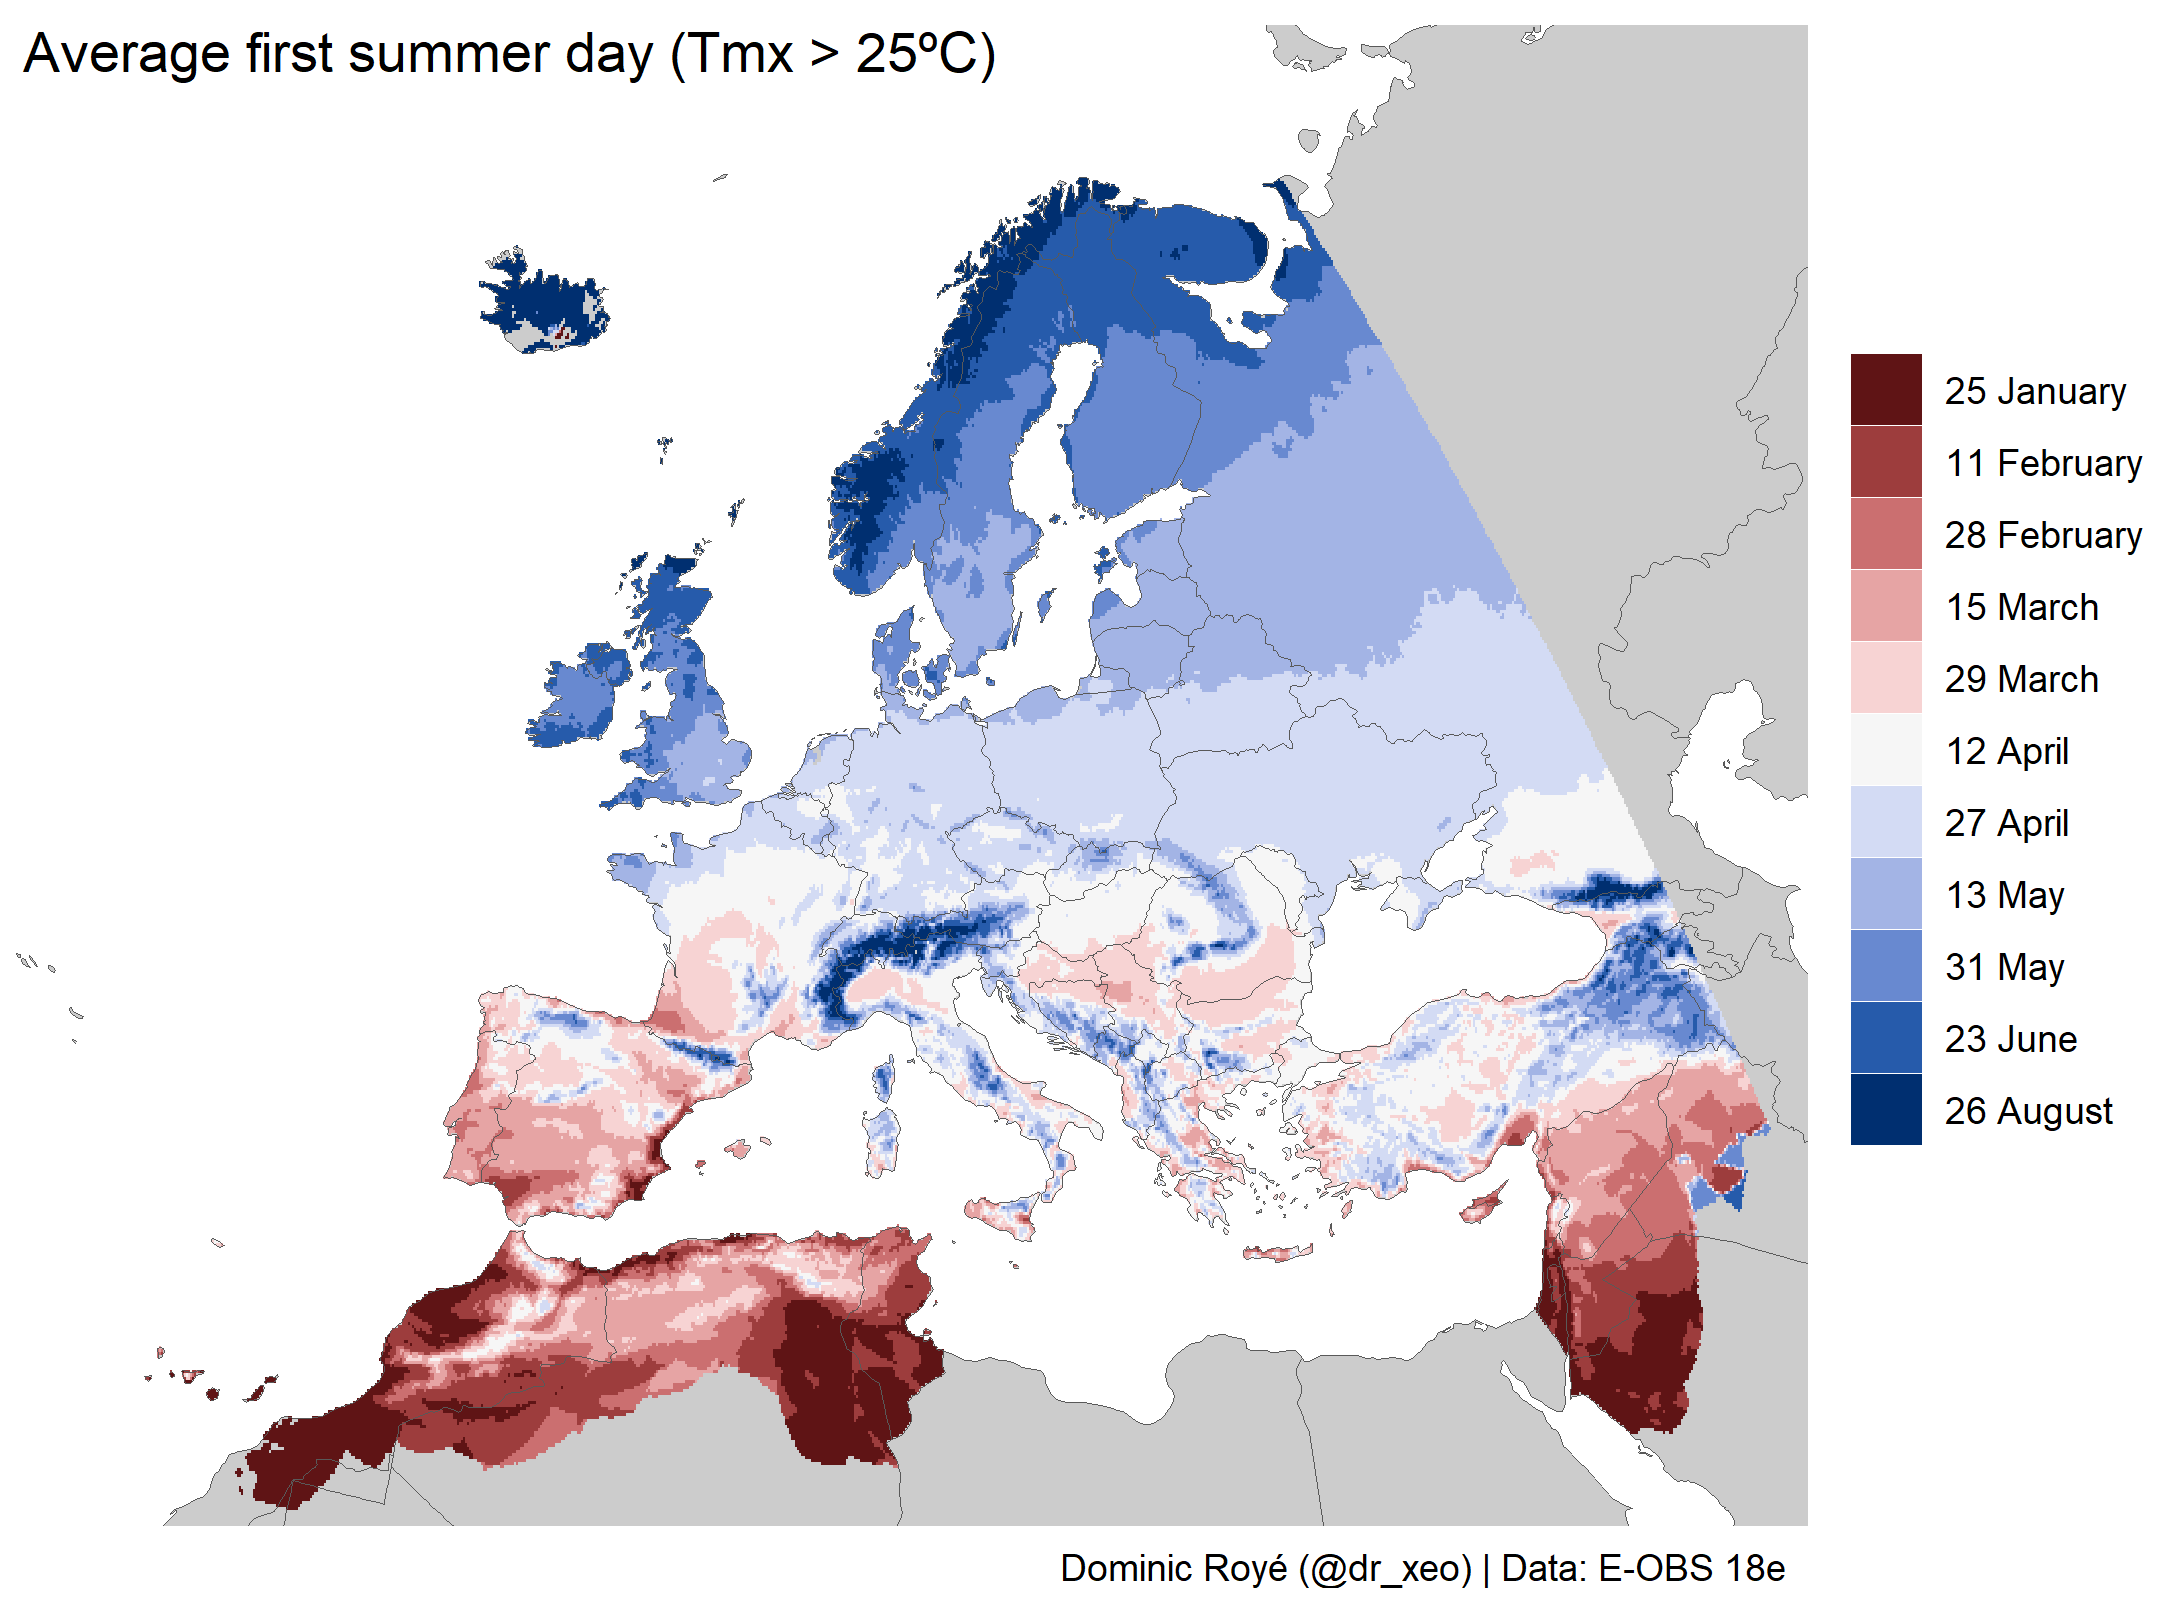 Average first summer day (Tmx > 25ºC)
25 January
11 February
28 February
15 March
29 March
12 April
27 April
13 May
31 May
23 June
26 August
Dominic Royé (@dr_xeo) | Data: E-OBS 18e